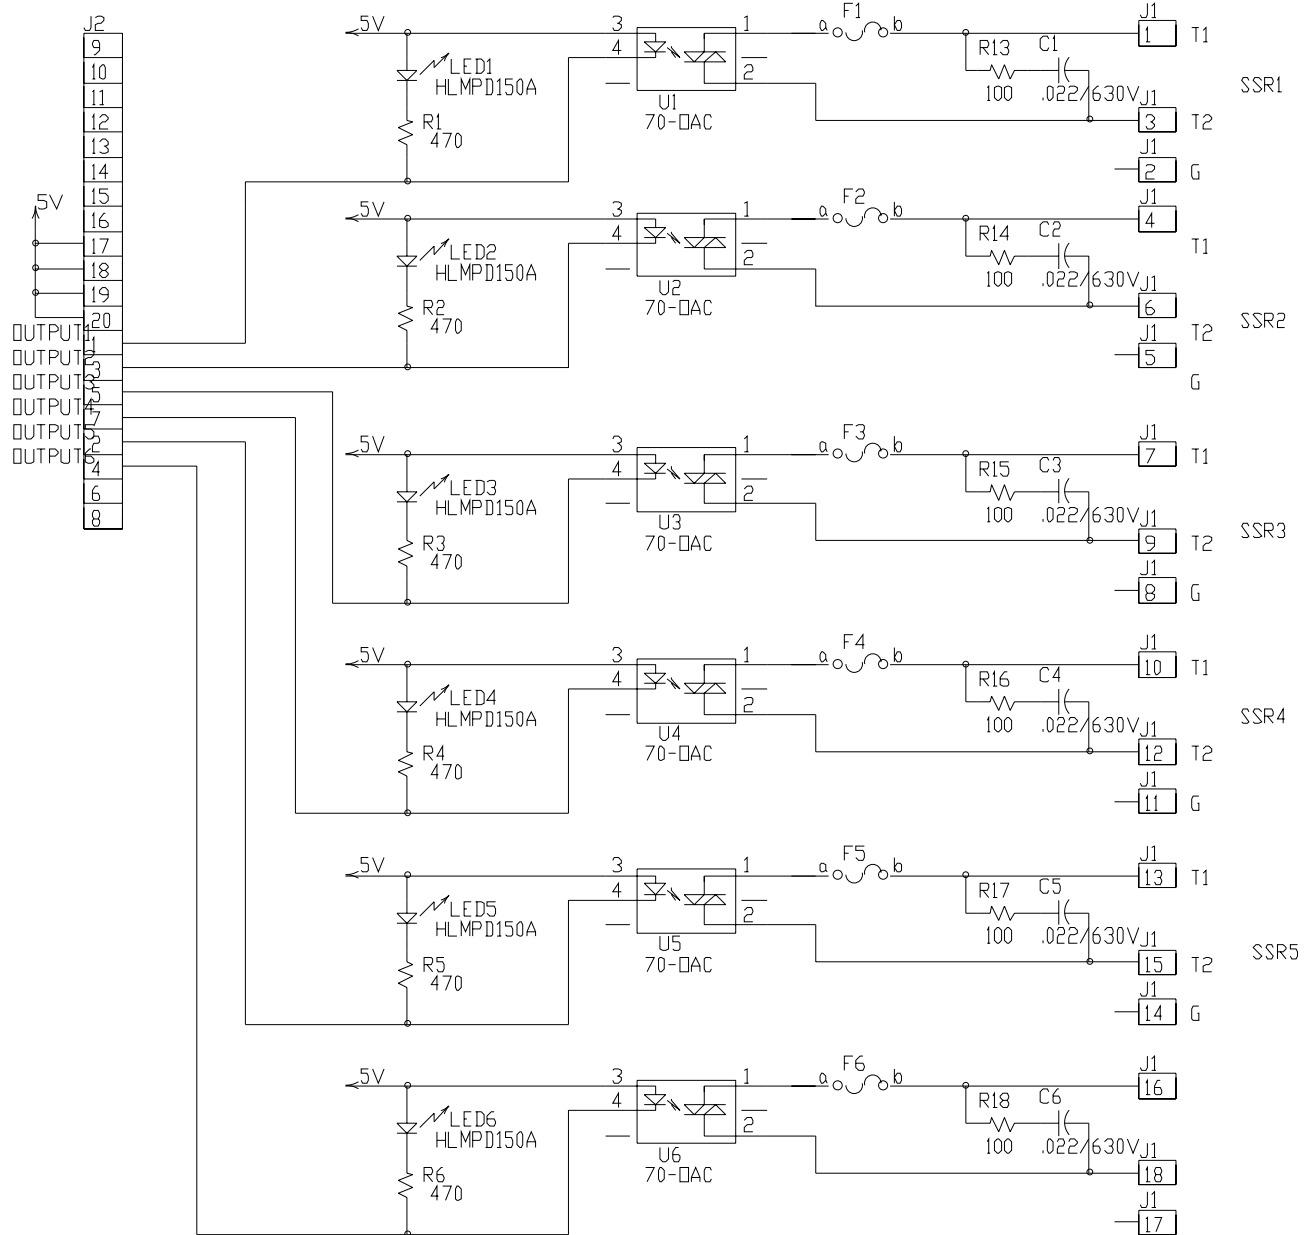 J2
9
10
11
12
13
14
15
16
17
18
19
20
1
3
5
7
2
4
6
8
5V
OUTPUT1
OUTPUT2
OUTPUT3
OUTPUT4
OUTPUT5
OUTPUT6
5V
LED1
HLMPD150A
R1
470
3
4
1
2
U1
70-OAC
a
F1
b
R13
100
C1
.022/630V
J1
1
T1
J1
3
T2
J1
2
G
SSR1
5V
LED2
HLMPD150A
R2
470
3
4
1
2
U2
70-OAC
a
F2
b
R14
100
C2
.022/630V
J1
4
T1
J1
6
T2
J1
5
G
SSR2
5V
LED3
HLMPD150A
R3
470
3
4
1
2
U3
70-OAC
a
F3
b
R15
100
C3
.022/630V
J1
7
T1
J1
9
T2
J1
8
G
SSR3
5V
LED4
HLMPD150A
R4
470
3
4
1
2
U4
70-OAC
a
F4
b
R16
100
C4
.022/630V
J1
10
T1
J1
12
T2
J1
11
G
SSR4
5V
LED5
HLMPD150A
R5
470
3
4
1
2
U5
70-OAC
a
F5
b
R17
100
C5
.022/630V
J1
13
T1
J1
15
T2
J1
14
G
SSR5
5V
LED6
HLMPD150A
R6
470
3
4
1
2
U6
70-OAC
a
F6
b
R18
100
C6
.022/630V
J1
16
J1
18
J1
17